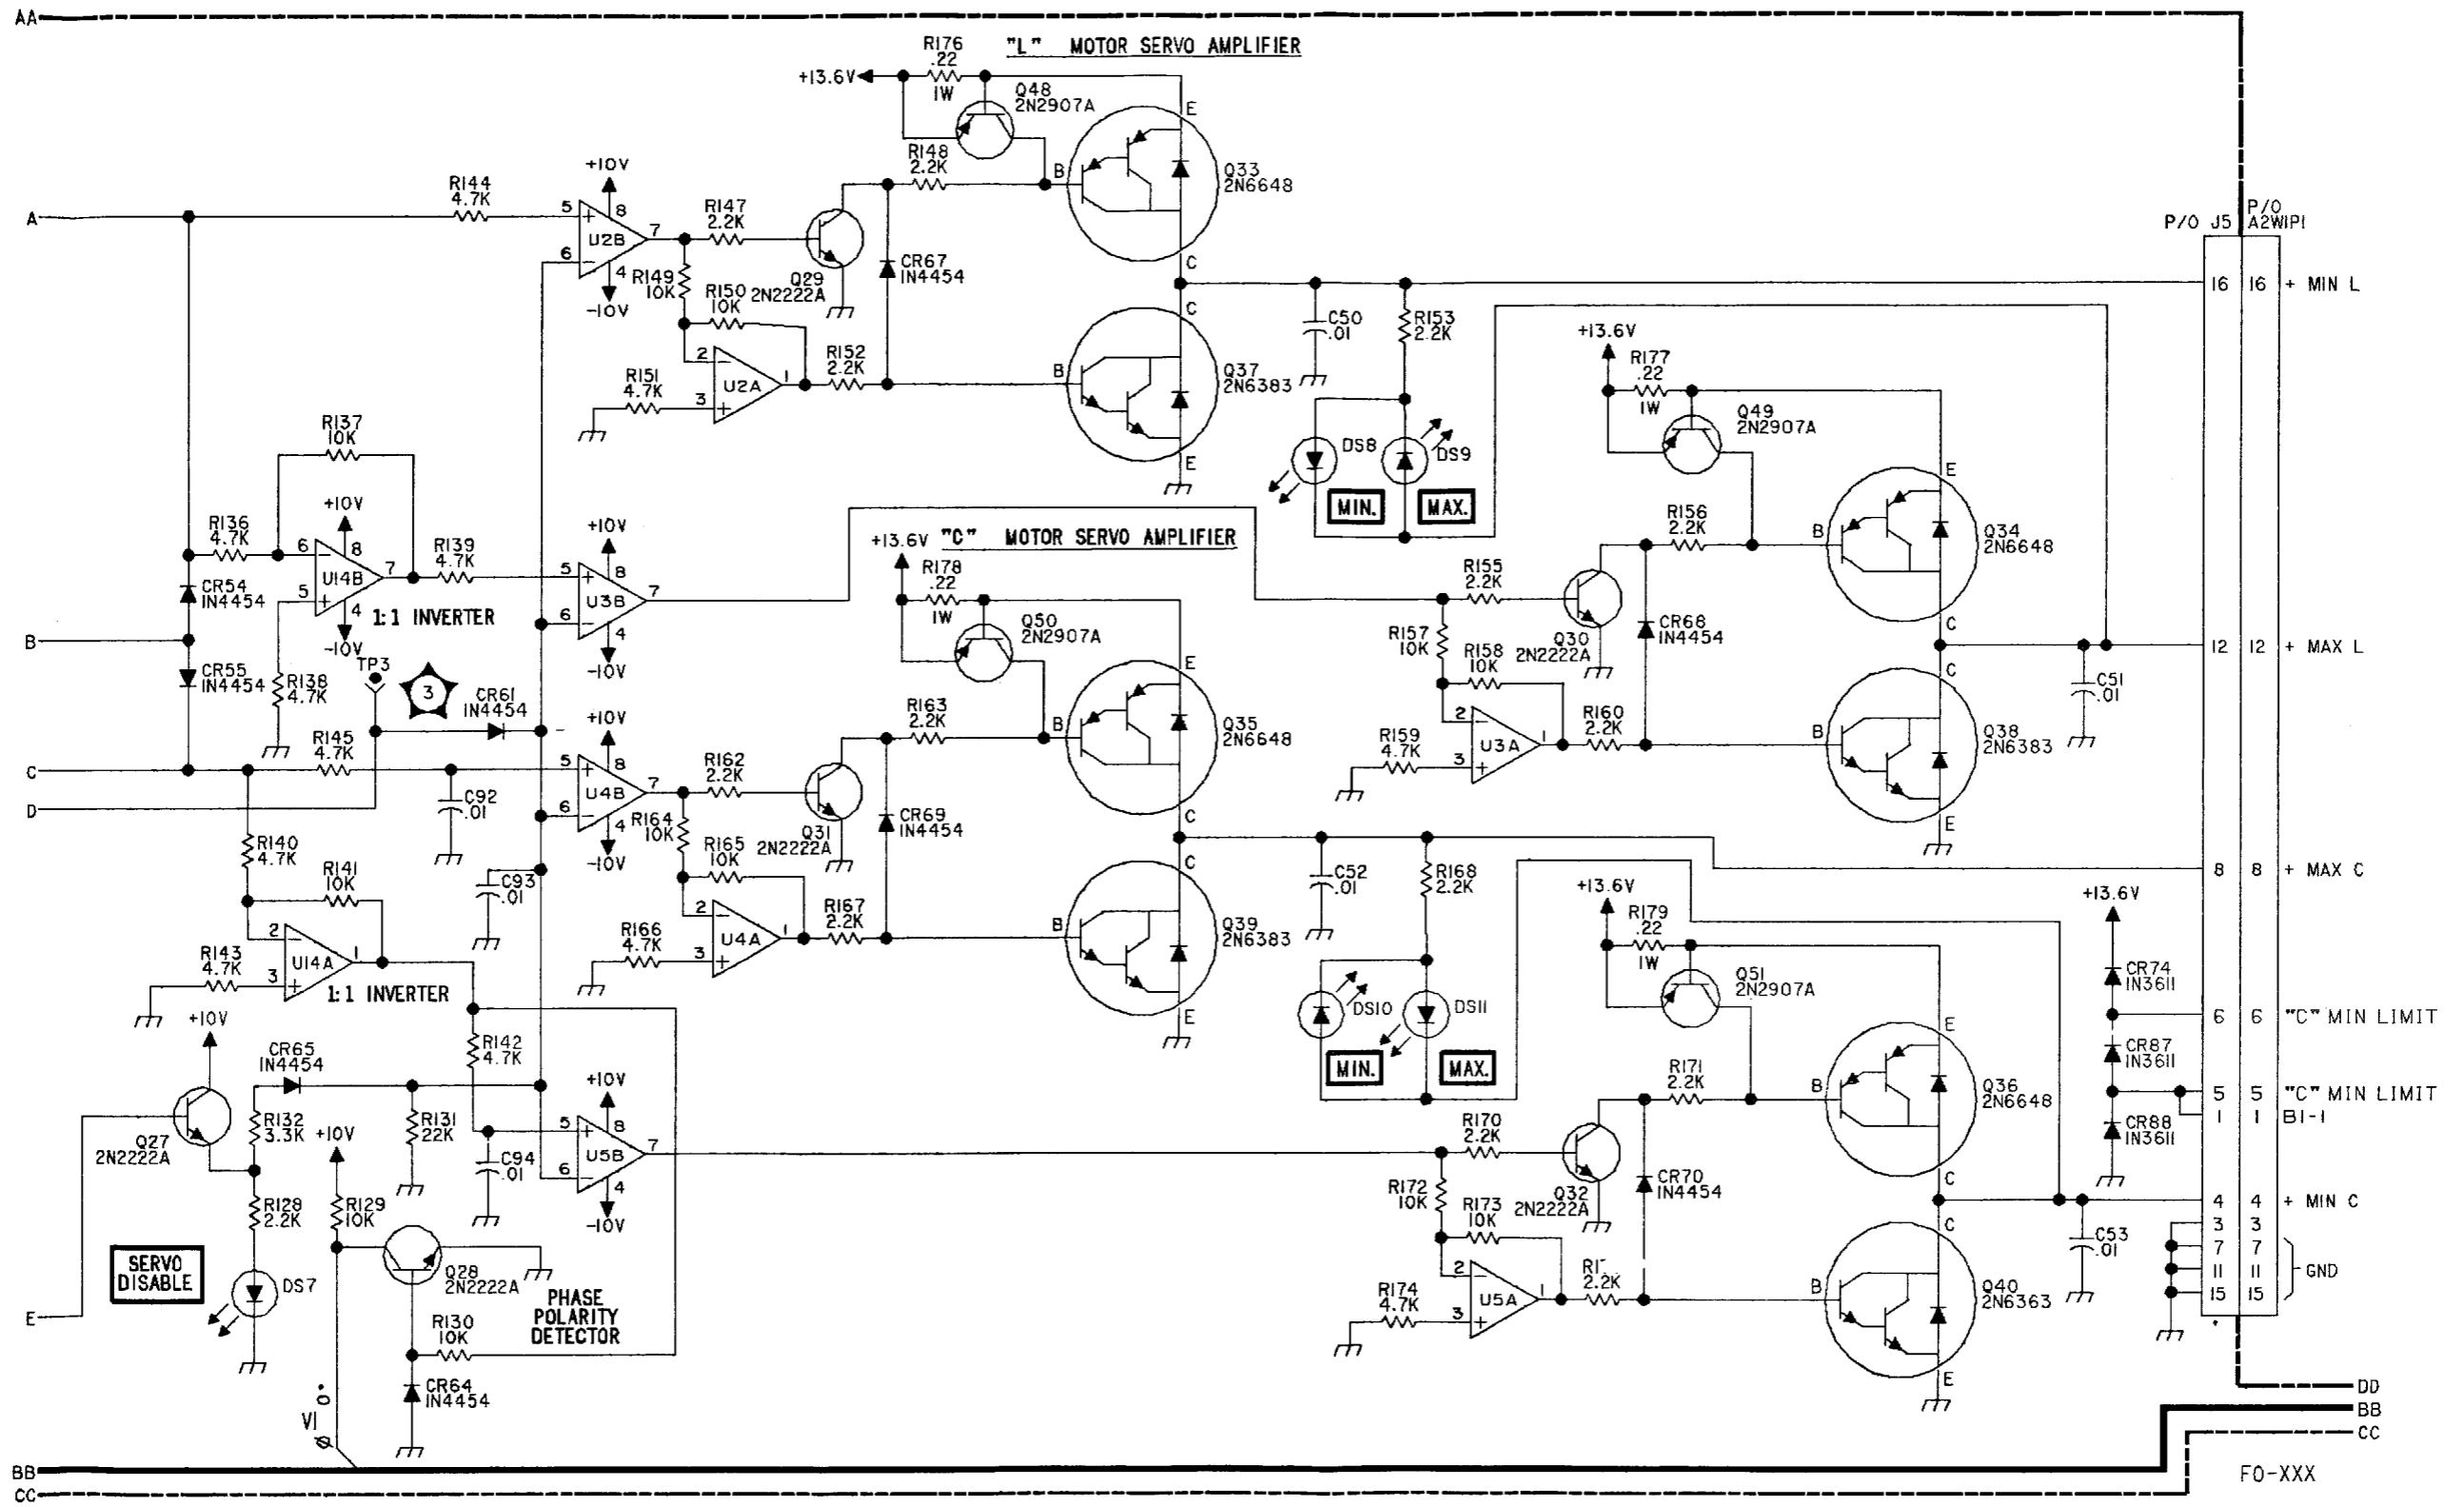 AA
"L" MOTOR SERVO AMPLIFIER
R176
.22
1W
+13.6V
Q48
2N2907A
E
B
Q33
2N6648
C
R148
2.2K
+10V
R144
4.7K
A
5
8
U2B
7
6
4
-10V
R147
2.2K
R149
10K
R150
10K
Q29
2N2222A
CR67
IN4454
C
B
Q37
2N6383
E
2
U2A
1
3
R152
2.2K
R151
4.7K
C50
.01
R153
2.2K
DS8
DS9
MIN.
MAX.
P/O J5
P/O
A2W1P1
16
16
+ MIN L
+13.6V
R177
.22
1W
Q49
2N2907A
E
B
Q34
2N6648
C
R156
2.2K
R155
2.2K
R157
10K
R158
10K
Q30
2N2222A
CR68
IN4454
12
12
+ MAX L
C51
.01
C
B
Q38
2N6383
E
2
U3A
1
3
R160
2.2K
R159
4.7K
R137
10K
+10V
R136
4.7K
6
8
U14B
7
5
4
-10V
R139
4.7K
1:1 INVERTER
CR54
IN4454
B
CR55
IN4454
R138
4.7K
TP3
3
CR61
IN4454
+10V
5
8
U3B
7
6
4
-10V
"C" MOTOR SERVO AMPLIFIER
+13.6V
R178
.22
1W
Q50
2N2907A
E
B
Q35
2N6648
C
R163
2.2K
R145
4.7K
C
D
C92
.01
+10V
5
8
U4B
7
6
4
-10V
R162
2.2K
R164
10K
R165
10K
Q31
2N2222A
CR69
IN4454
C
B
Q39
2N6383
E
2
U4A
1
3
R167
2.2K
R166
4.7K
C52
.01
R168
2.2K
8
8
+ MAX C
DS10
DS11
MIN.
MAX.
R140
4.7K
R141
10K
C93
.01
R143
4.7K
2
U14A
1
3
1:1 INVERTER
+10V
R142
4.7K
CR65
IN4454
Q27
2N2222A
R132
3.3K
+10V
R131
22K
C94
.01
+10V
5
8
U5B
7
6
4
-10V
R128
2.2K
R129
10K
SERVO
DISABLE
DS7
Q28
2N2222A
PHASE
POLARITY
DETECTOR
E
R130
10K
CR64
IN4454
+13.6V
R179
.22
1W
Q51
2N2907A
E
B
Q36
2N6648
C
R171
2.2K
R170
2.2K
R172
10K
R173
10K
Q32
2N2222A
CR70
IN4454
C
B
Q40
2N6363
E
2
U5A
1
3
2.2K
R174
4.7K
+13.6V
CR74
IN3611
6
6
"C" MIN LIMIT
CR87
IN3611
5
5
"C" MIN LIMIT
1
1
B1-1
CR88
IN3611
4
4
+ MIN C
3
3
7
7
11
11
GND
15
15
C53
.01
DD
BB
CC
BB
CC
FO-XXX